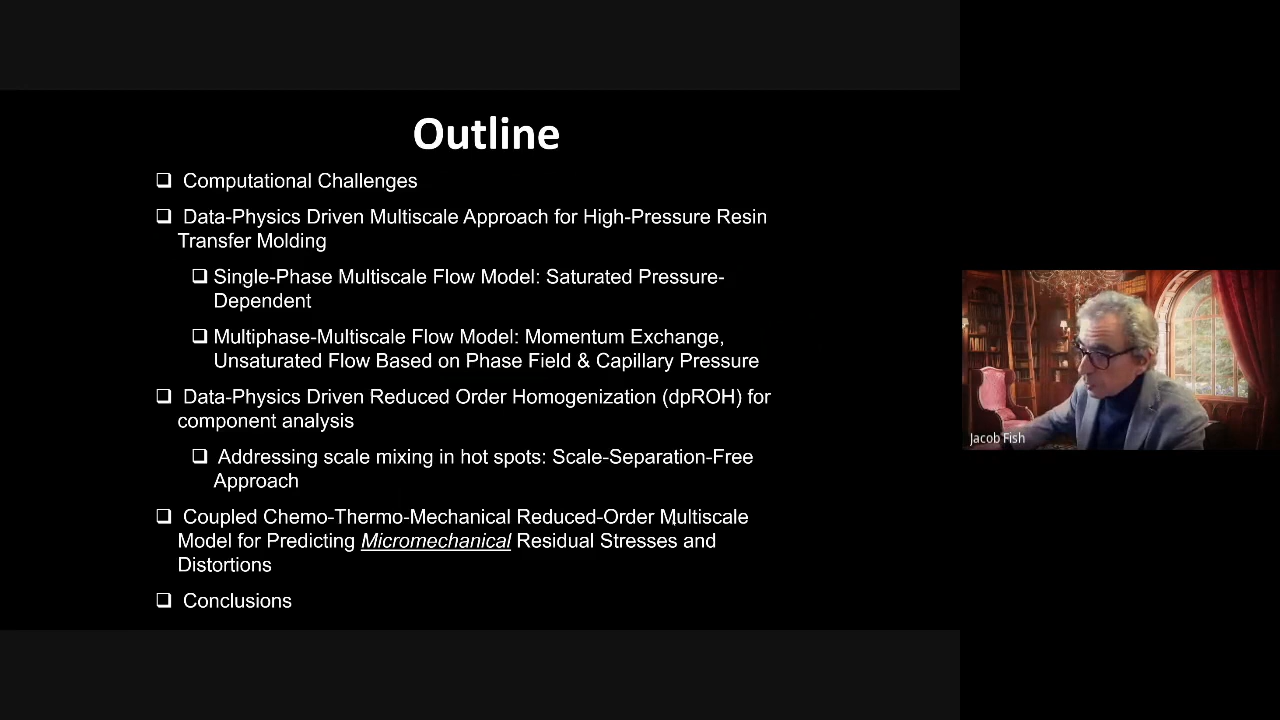 Outline
❑ Computational Challenges
❑ Data-Physics Driven Multiscale Approach for High-Pressure Resin
Transfer Molding
❑ Single-Phase Multiscale Flow Model: Saturated Pressure-
Dependent
❑ Multiphase-Multiscale Flow Model: Momentum Exchange,
Unsaturated Flow Based on Phase Field & Capillary Pressure
❑ Data-Physics Driven Reduced Order Homogenization (dpROH) for
component analysis
❑ Addressing scale mixing in hot spots: Scale-Separation-Free
Approach
❑ Coupled Chemo-Thermo-Mechanical Reduced-Order Multiscale
Model for Predicting Micromechanical Residual Stresses and
Distortions
❑ Conclusions
Jacob Fish